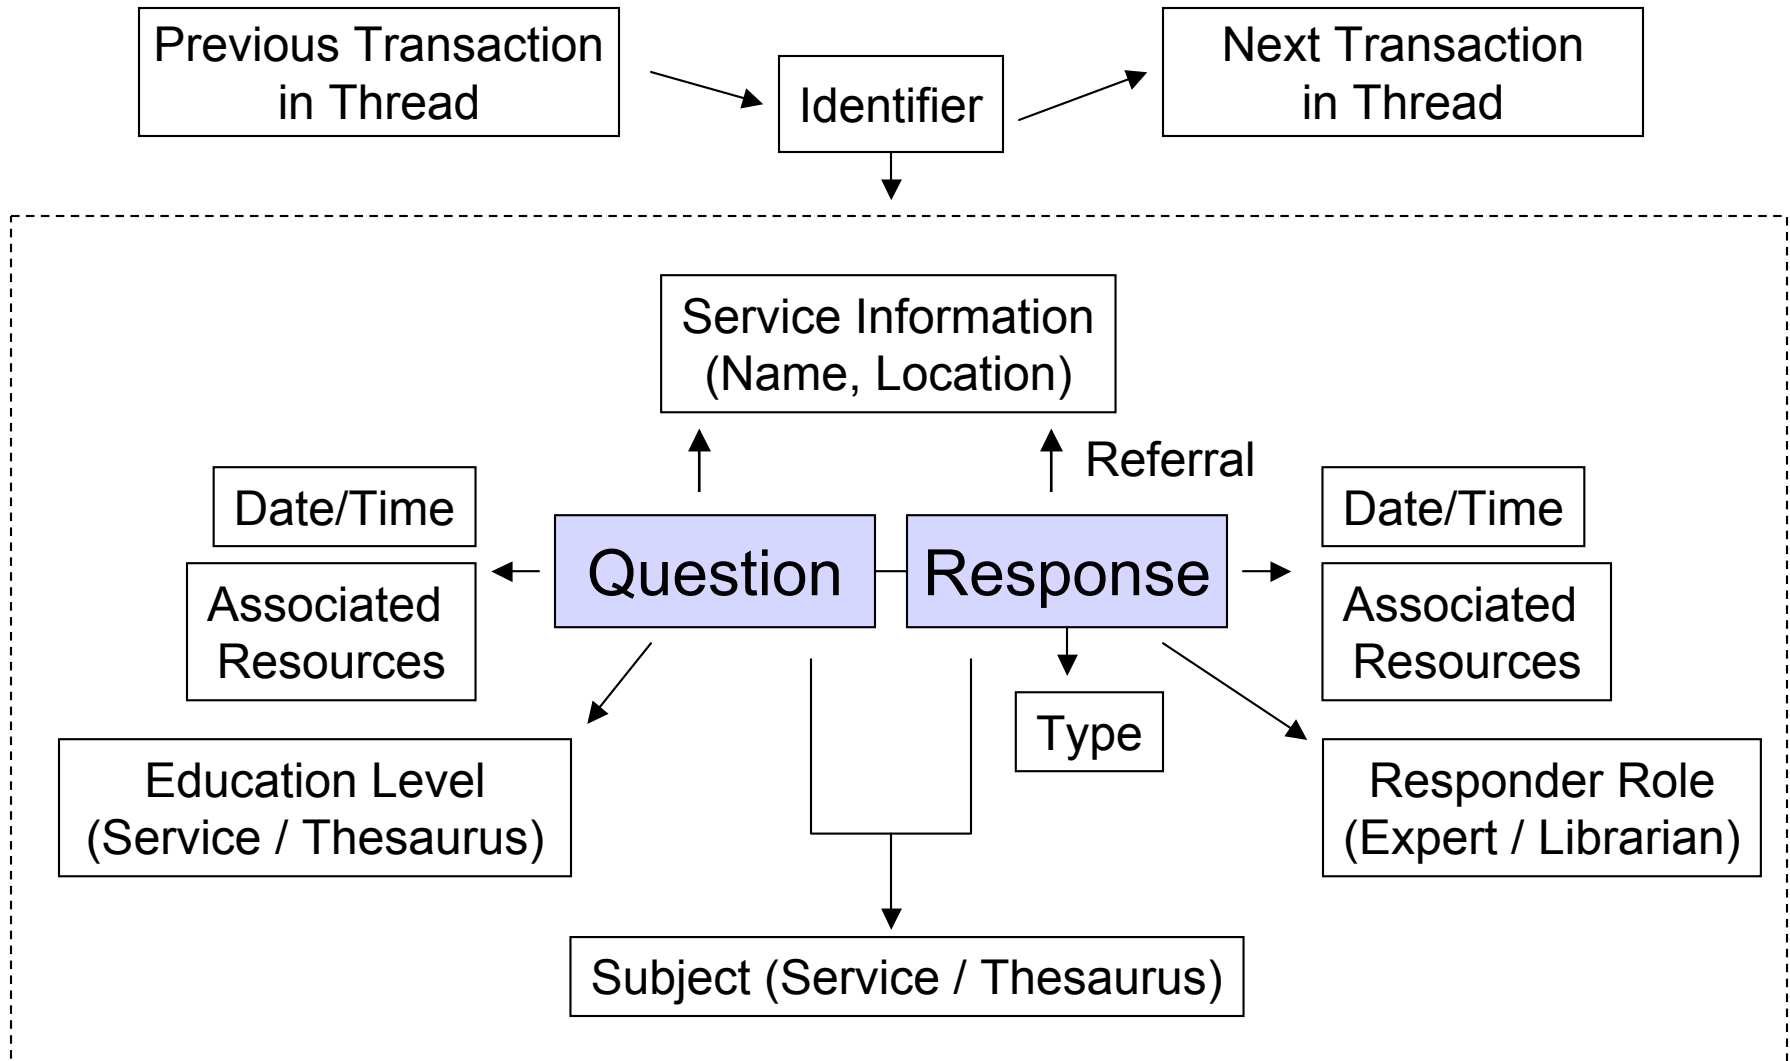 Previous Transaction
in Thread
Identifier
Next Transaction
in Thread
Service Information
(Name, Location)
Referral
Date/Time
Associated
Resources
Question
Response
Date/Time
Associated
Resources
Type
Education Level
(Service / Thesaurus)
Responder Role
(Expert / Librarian)
Subject (Service / Thesaurus)